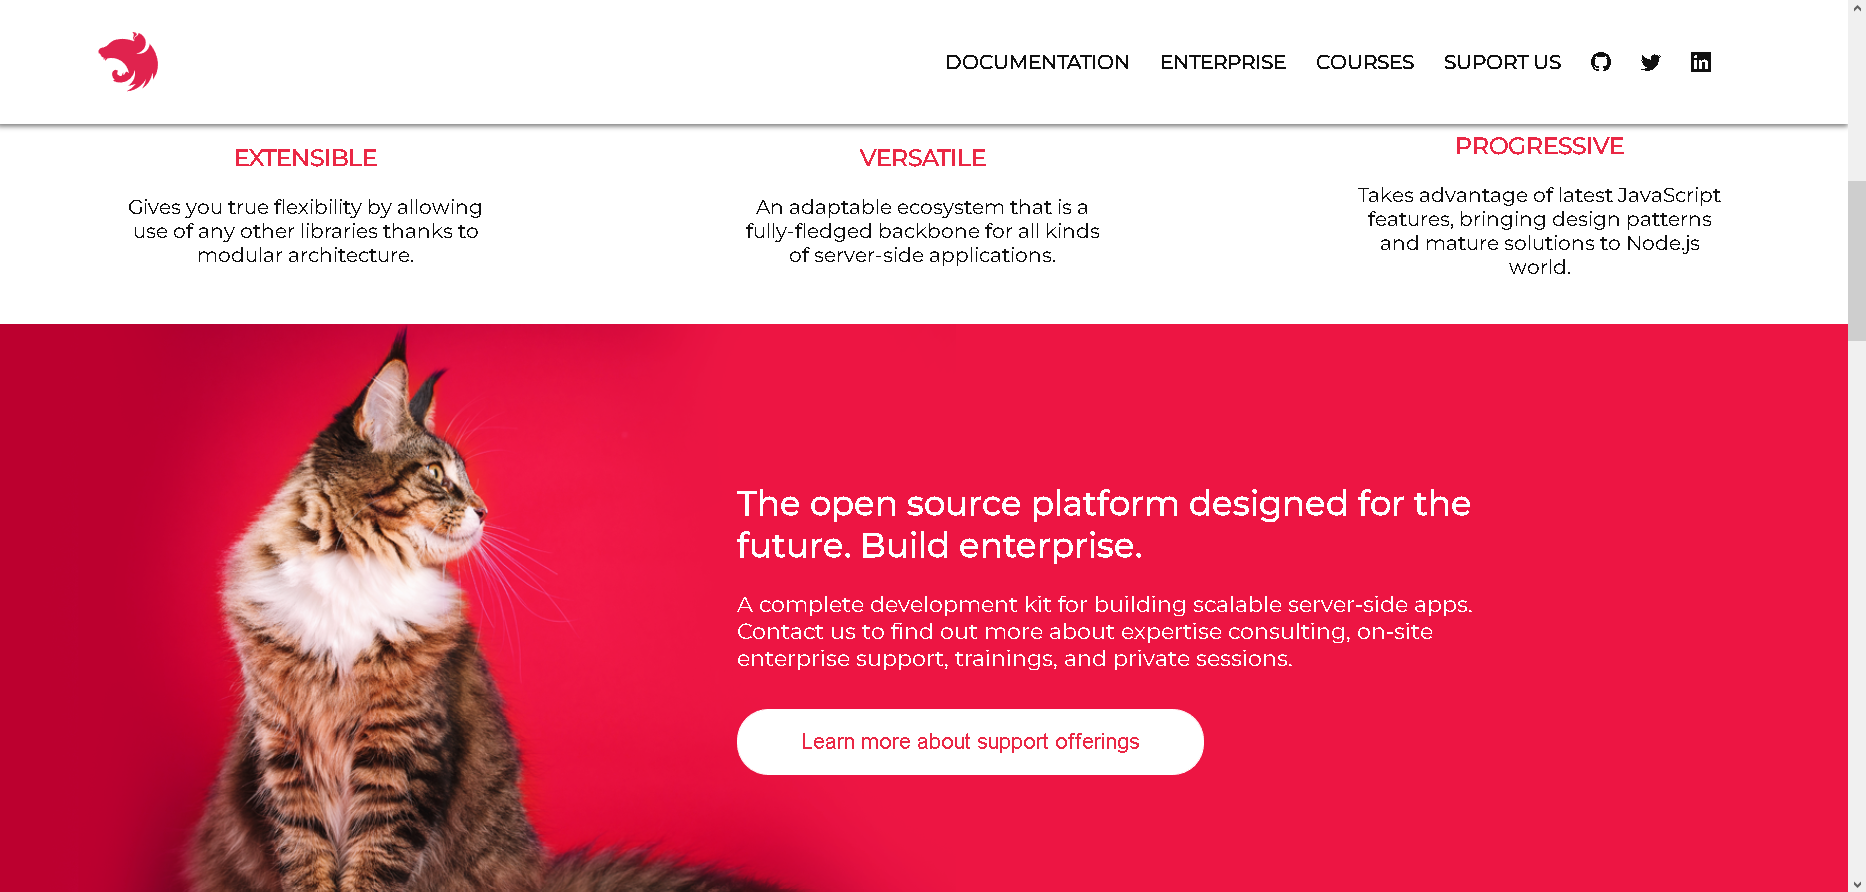 DOCUMENTATION ENTERPRISE COURSES SUPORT US
EXTENSIBLE
Gives you true flexibility by allowing
use of any other libraries thanks to
modular architecture.
VERSATILE
An adaptable ecosystem that is a
fully-fledged backbone for all kinds
of server-side applications.
PROGRESSIVE
Takes advantage of latest JavaScript
features, bringing design patterns
and mature solutions to Node.js
world.
The open source platform designed for the
future. Build enterprise.
A complete development kit for building scalable server-side apps.
Contact us to find out more about expertise consulting, on-site
enterprise support, trainings, and private sessions.
Learn more about support offerings